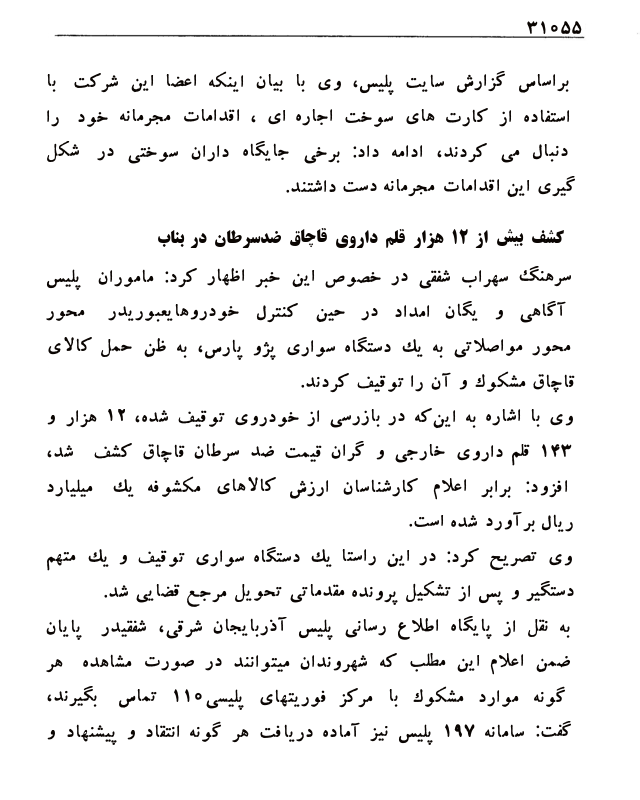 ۳۱۰۵۵
براساس گزارش سایت پلیس، وی با بیان اینکه اعضا این شرکت با
استفاده از کارت های سوخت اجاره ای ، اقدامات مجرمانه خود را
دنبال می کردند، ادامه داد: برخی جایگاه داران سوختی در شکل
گیری این اقدامات مجرمانه دست داشتند.
کشف بیش از ۱۲ هزار قلم داروی قاچاق ضدسرطان در بناب
سرهنگ سهراب شفقی در خصوص این خبر اظهار کرد: ماموران پلیس
آگاهی و یگان امداد در حین کنترل خودروهایعبوریدر محور
محور مواصلاتی به یك دستگاه سواری پژو پارس، به ظن حمل کالای
قاچاق مشکوك و آن را توقیف کردند.
وی با اشاره به این‌که در بازرسی از خودروی توقیف شده، ۱۲ هزار و
۱۴۳ قلم داروی خارجی و گران قیمت ضد سرطان قاچاق کشف شد،
افزود: برابر اعلام کارشناسان ارزش کالاهای مکشوفه یك میلیارد
ریال برآورد شده است.
وی تصریح کرد: در این راستا یك دستگاه سواری توقیف و یك متهم
دستگیر و پس از تشکیل پرونده مقدماتی تحویل مرجع قضایی شد.
به نقل از پایگاه اطلاع رسانی پلیس آذربایجان شرقی، شفقیدر پایان
ضمن اعلام این مطلب که شهروندان میتوانند در صورت مشاهده هر
گونه موارد مشکوك با مرکز فوریتهای پلیسی۱۱۰ تماس بگیرند،
گفت: سامانه ۱۹۷ پلیس نیز آماده دریافت هر گونه انتقاد و پیشنهاد و